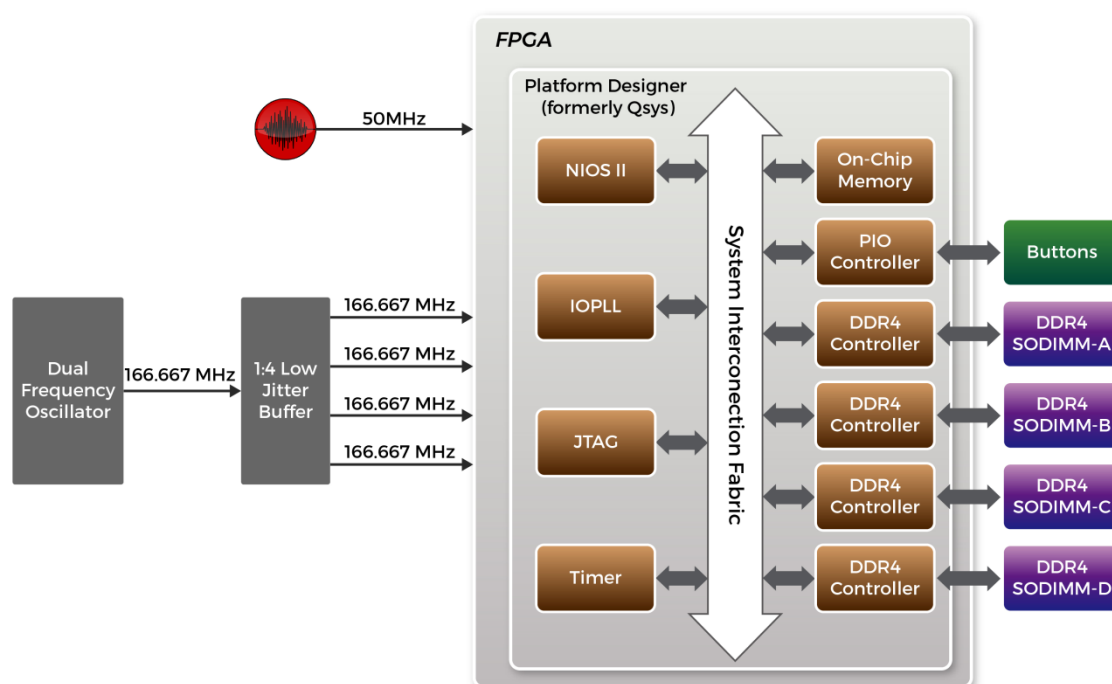 FPGA
Platform Designer
(formerly Qsys)
50MHz
NIOS II
On-Chip
Memory
PIO
Controller
Buttons
System Interconection Fabric
166.667 MHz
IOPLL
DDR4
Controller
DDR4
SODIMM-A
Dual
Frequency
Oscillator
166.667 MHz
1:4 Low
Jitter
Buffer
166.667 MHz
166.667 MHz
166.667 MHz
JTAG
DDR4
Controller
DDR4
SODIMM-B
DDR4
Controller
DDR4
SODIMM-C
Timer
DDR4
Controller
DDR4
SODIMM-D